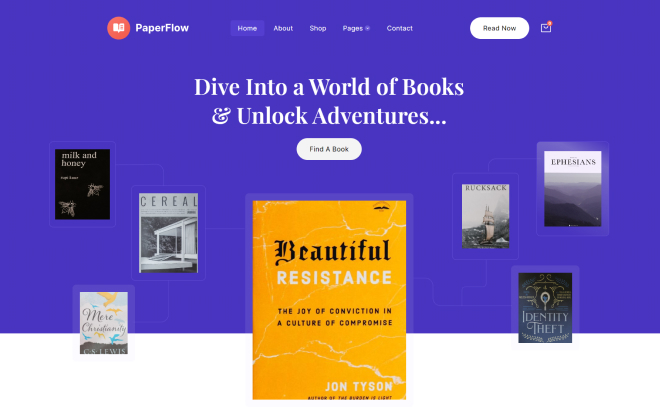 PaperFlow
Home About Shop Pages Contact
Read Now
Dive Into a World of Books
& Unlock Adventures...
Find A Book
milk and
honey
CEREAL
RUCKSACK
EPHESIANS
Beautiful
RESISTANCE
THE JOY OF CONVICTION IN
A CULTURE OF COMPROMISE
JON TYSON
AUTHOR OF THE BURDEN IS LIGHT
Mere
Christianity
C.S. LEWIS
IDENTITY
THEFT